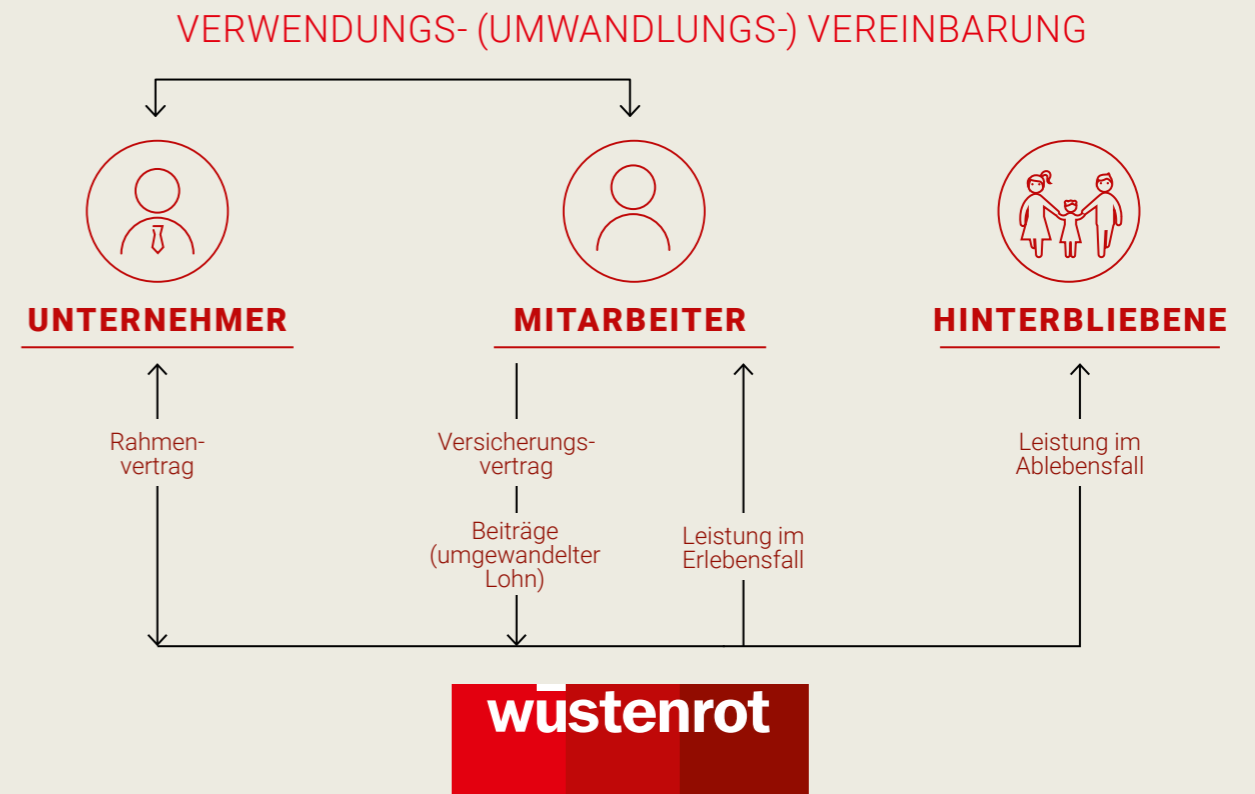 VERWENDUNGS- (UMWANDLUNGS-) VEREINBARUNG
UNTERNEHMER
MITARBEITER
HINTERBLIEBENE
Rahmen-
vertrag
Versicherungs-
vertrag
Beiträge
(umgewandelter
Lohn)
Leistung im
Erlebensfall
Leistung im
Ablebensfall
wüstenrot